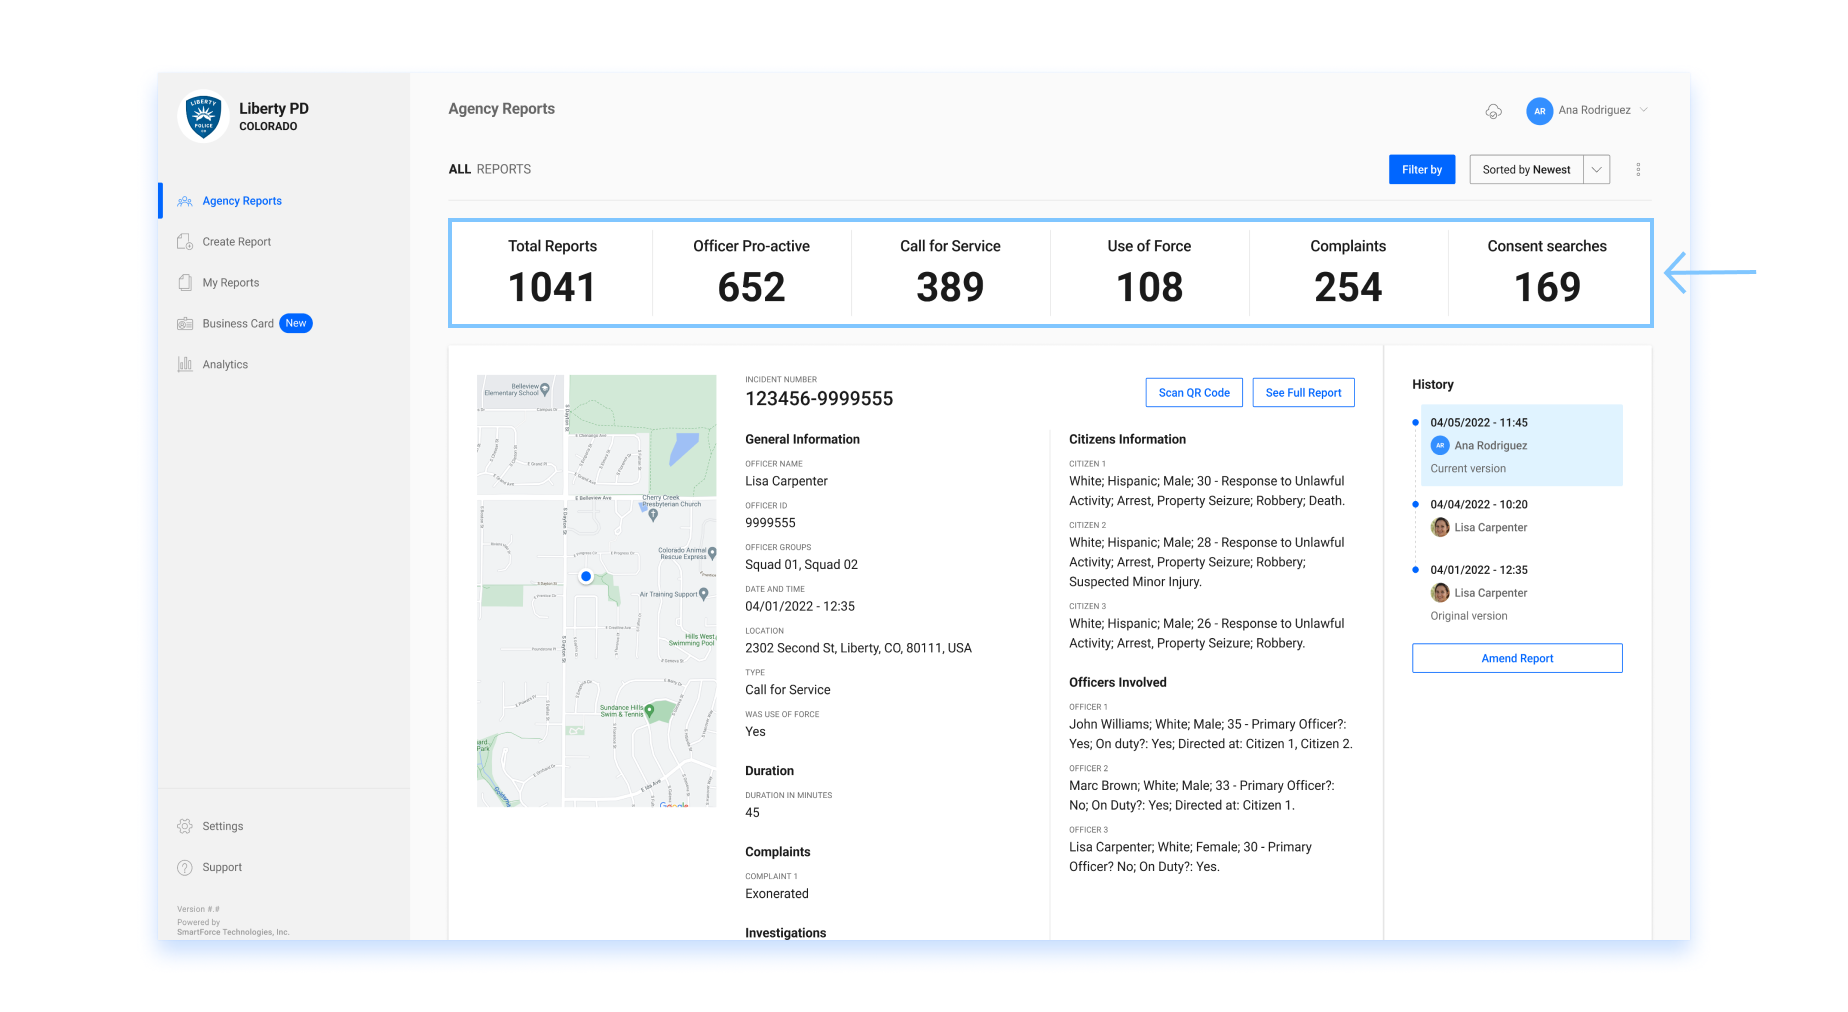 LIBERTY
POLICE
CO
Liberty PD
COLORADO
Agency Reports
Create Report
My Reports
Business Card New
Analytics
Settings
Support
Version #.#
Powered by
SmartForce Technologies, Inc.
Agency Reports
AR Ana Rodriguez
ALL REPORTS
Filter by
Sorted by Newest
Total Reports
1041
Officer Pro-active
652
Call for Service
389
Use of Force
108
Complaints
254
Consent searches
169
Belleview
Elementary School
E Belleview Ave
Cherry Creek
Presbyterian Church
Colorado Animal
Rescue Express
Air Training Support
Hills West
Swimming Pool
Sundance Hills
Swim & Tennis
Park
Google
INCIDENT NUMBER
123456-9999555
Scan QR Code
See Full Report
General Information
OFFICER NAME
Lisa Carpenter
OFFICER ID
9999555
OFFICER GROUPS
Squad 01, Squad 02
DATE AND TIME
04/01/2022 - 12:35
LOCATION
2302 Second St, Liberty, CO, 80111, USA
TYPE
Call for Service
WAS USE OF FORCE
Yes
Duration
DURATION IN MINUTES
45
Complaints
COMPLAINT 1
Exonerated
Investigations
Citizens Information
CITIZEN 1
White; Hispanic; Male; 30 - Response to Unlawful
Activity; Arrest, Property Seizure; Robbery; Death.
CITIZEN 2
White; Hispanic; Male; 28 - Response to Unlawful
Activity; Arrest, Property Seizure; Robbery;
Suspected Minor Injury.
CITIZEN 3
White; Hispanic; Male; 26 - Response to Unlawful
Activity; Arrest, Property Seizure; Robbery.
Officers Involved
OFFICER 1
John Williams; White; Male; 35 - Primary Officer?:
Yes; On duty?: Yes; Directed at: Citizen 1, Citizen 2.
OFFICER 2
Marc Brown; White; Male; 33 - Primary Officer?:
No; On Duty?: Yes; Directed at: Citizen 1.
OFFICER 3
Lisa Carpenter; White; Female; 30 - Primary
Officer? No; On Duty?: Yes.
History
04/05/2022 - 11:45
AR Ana Rodriguez
Current version
04/04/2022 - 10:20
Lisa Carpenter
04/01/2022 - 12:35
Lisa Carpenter
Original version
Amend Report